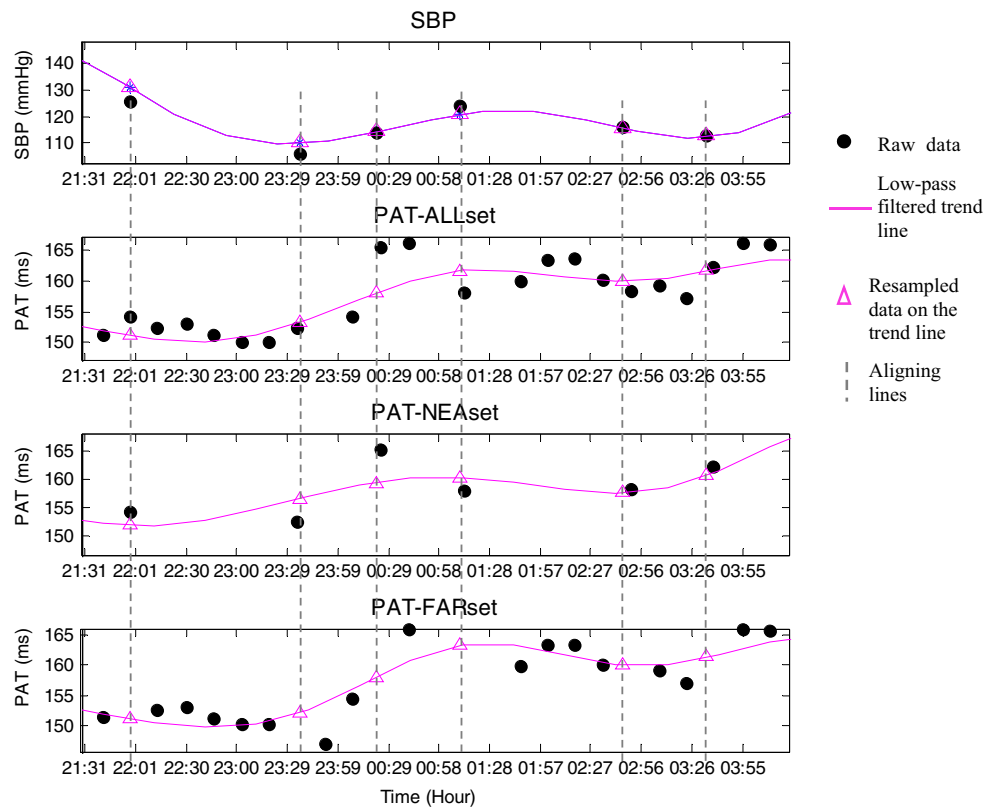 SBP
SBP (mmHg)
140
130
120
110
21:31 22:01 22:30 23:00 23:29 23:59 00:29 00:58 01:28 01:57 02:27 02:56 03:26 03:55
PAT-ALLset
PAT (ms)
165
160
155
150
21:31 22:01 22:30 23:00 23:29 23:59 00:29 00:58 01:28 01:57 02:27 02:56 03:26 03:55
PAT-NEAset
PAT (ms)
165
160
155
150
21:31 22:01 22:30 23:00 23:29 23:59 00:29 00:58 01:28 01:57 02:27 02:56 03:26 03:55
PAT-FARset
PAT (ms)
165
160
155
150
21:31 22:01 22:30 23:00 23:29 23:59 00:29 00:58 01:28 01:57 02:27 02:56 03:26 03:55
Time (Hour)
Raw data
Low-pass
filtered trend
line
Resampled
data on the
trend line
Aligning
lines